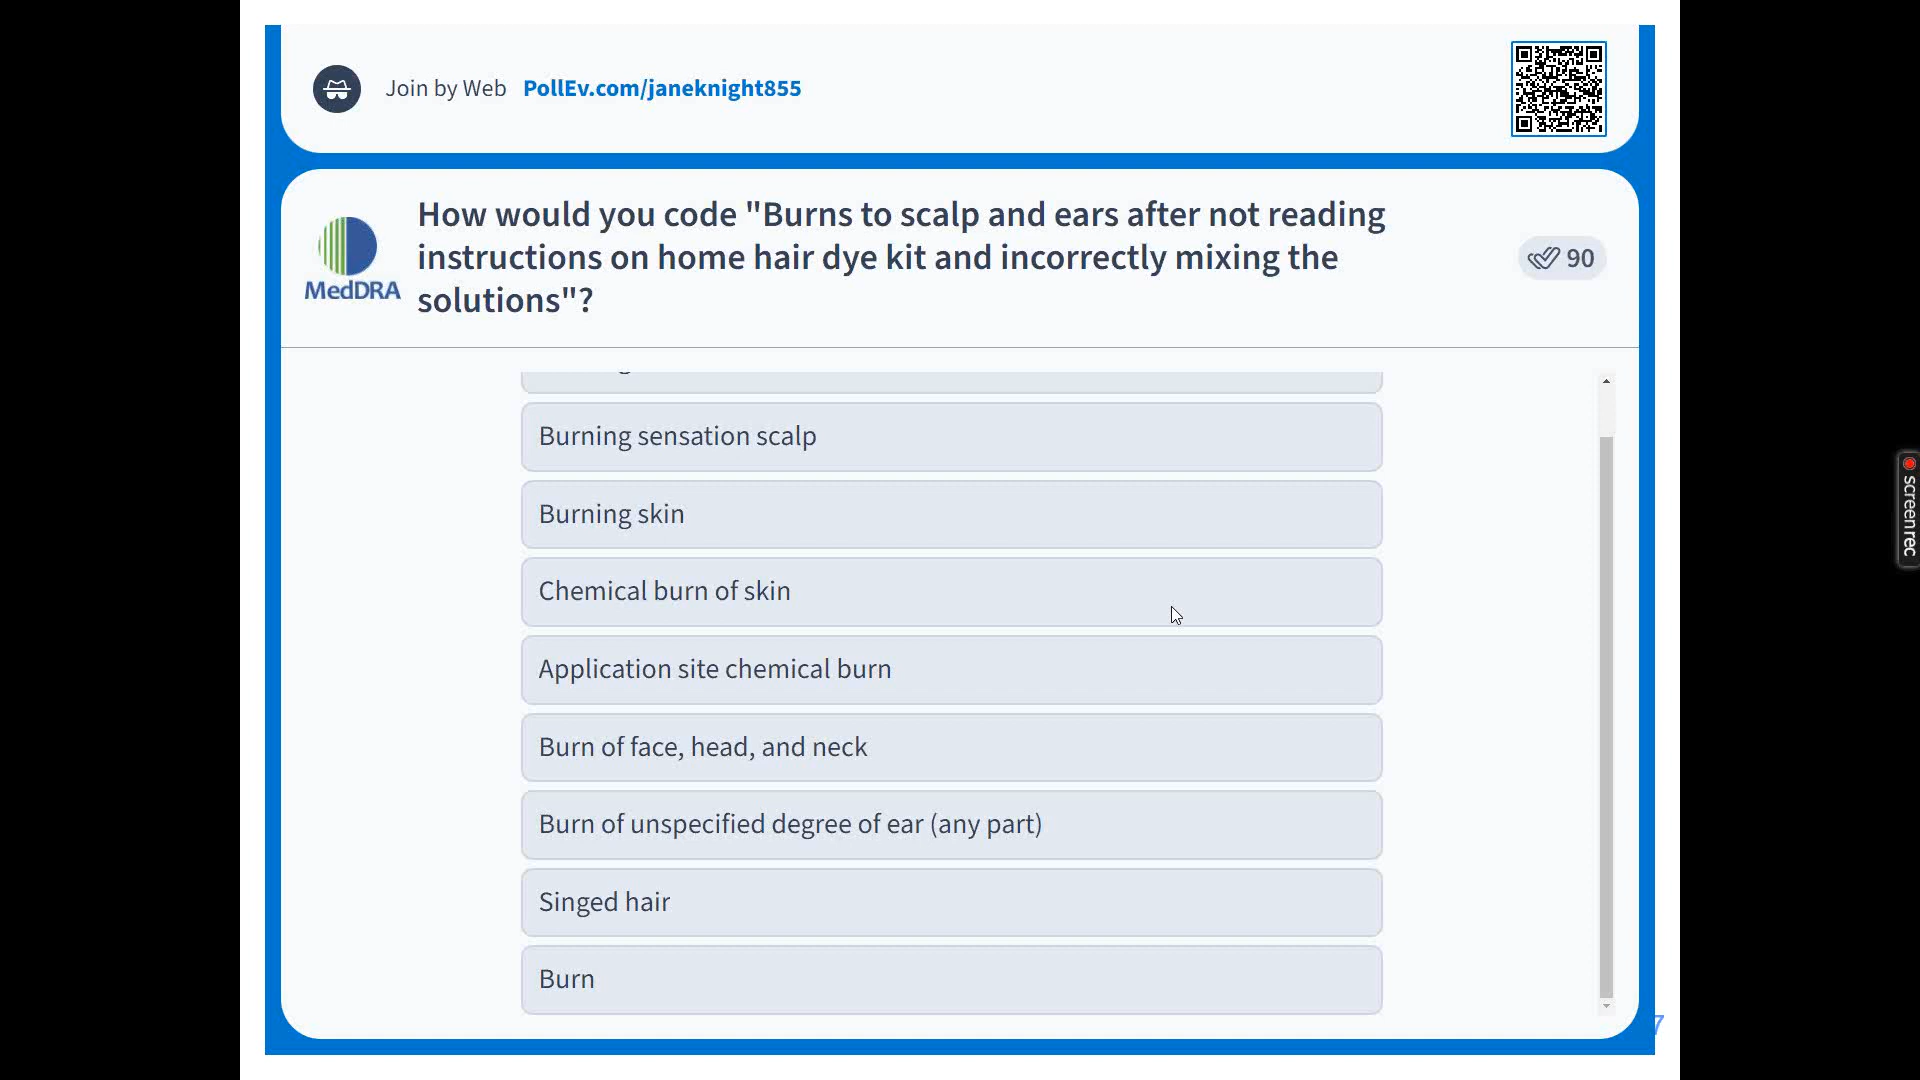 Join by Web PollEv.com/janeknight855
MedDRA
How would you code "Burns to scalp and ears after not reading
instructions on home hair dye kit and incorrectly mixing the
solutions"?
90
Burning sensation scalp
Burning skin
Chemical burn of skin
Application site chemical burn
Burn of face, head, and neck
Burn of unspecified degree of ear (any part)
Singed hair
Burn
7
screenrec